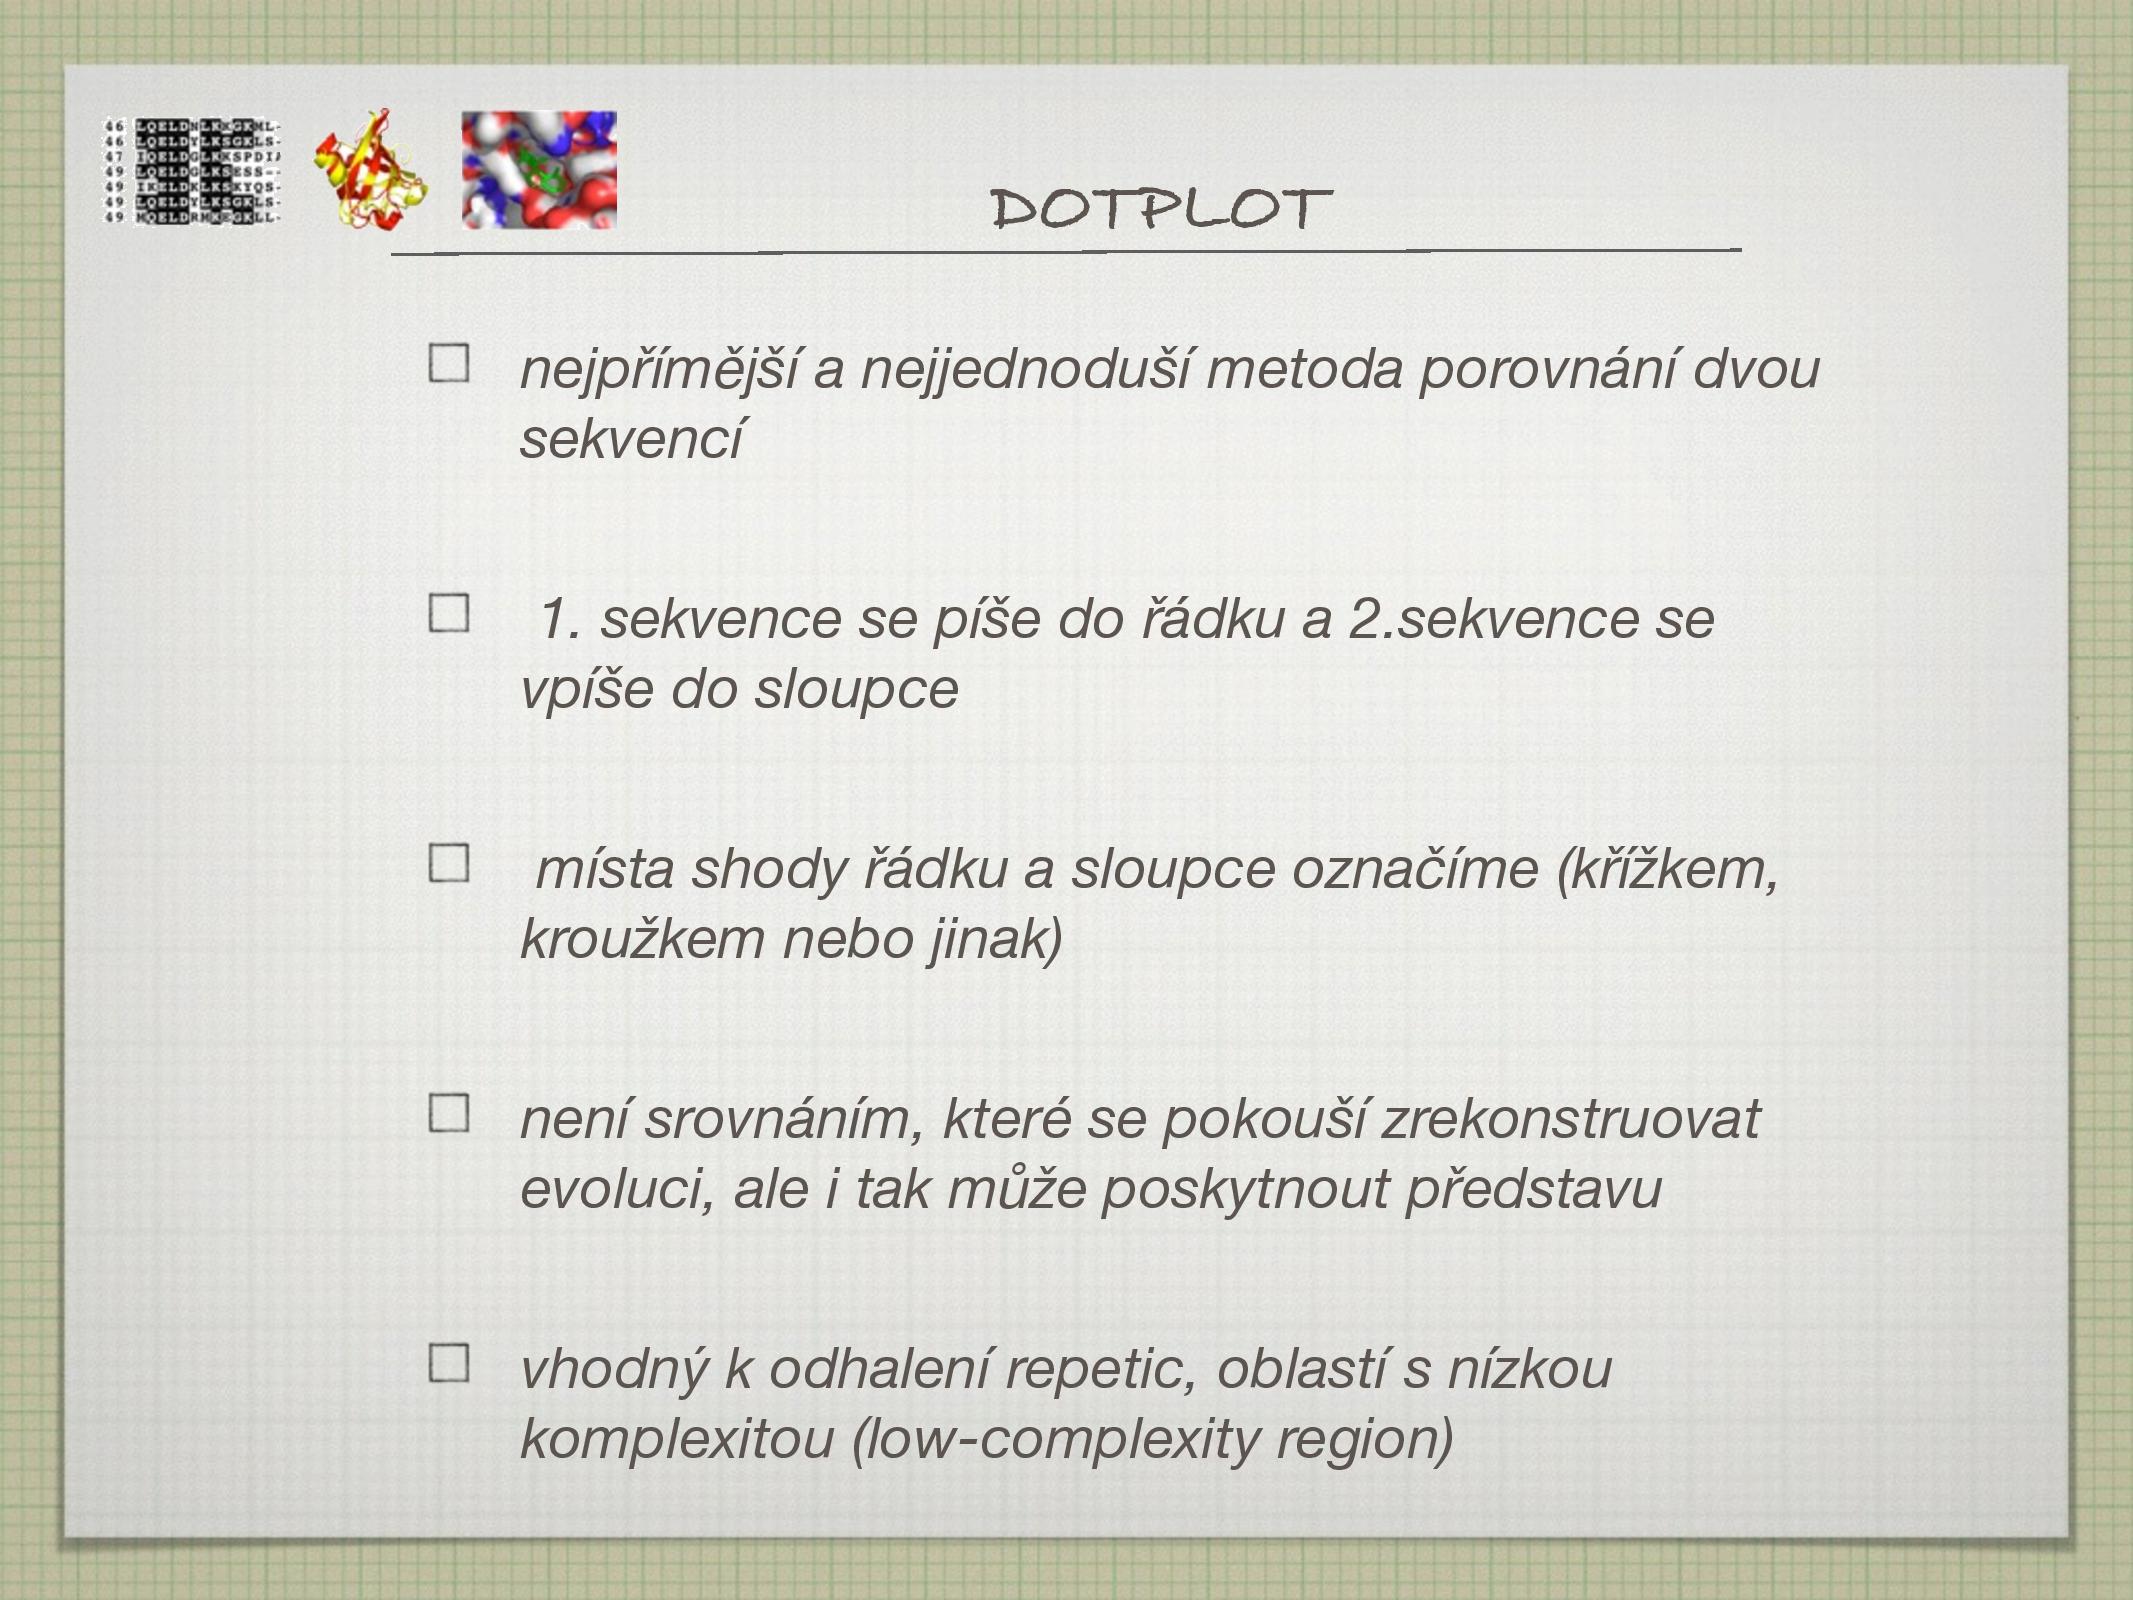 46 LQELDNLKKGKML-
46 LQELDYLKSGKLS-
47 IQELDGLKKSPDI
49 LQELDGLKSESS--
49 IKELDKLKSKYQS-
49 LQELDYLKSGKLS-
49 MQELDRMKEGKLL-
DOTPLOT
nejpřímější a nejjednoduší metoda porovnání dvou
sekvencí
1. sekvence se píše do řádku a 2.sekvence se
vpíše do sloupce
místa shody řádku a sloupce označíme (křížkem,
kroužkem nebo jinak)
není srovnáním, které se pokouší zrekonstruovat
evoluci, ale i tak může poskytnout představu
vhodný k odhalení repetic, oblastí s nízkou
komplexitou (low-complexity region)